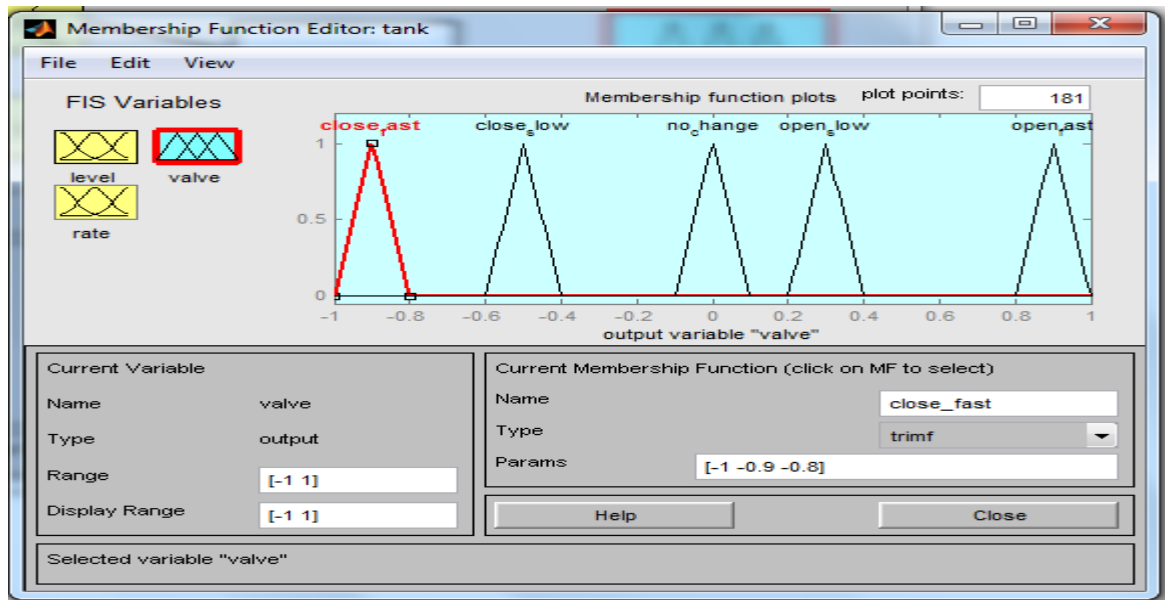 Membership Function Editor: tank
File Edit View
FIS Variables
level valve
rate
Membership function plots plot points: 181
close_fast close_slow no_change open_slow open_fast
1
0.5
0
-1 -0.8 -0.6 -0.4 -0.2 0 0.2 0.4 0.6 0.8 1
output variable "valve"
Current Variable
Name valve
Type output
Range [-1 1]
Display Range [-1 1]
Current Membership Function (click on MF to select)
Name close_fast
Type trimf
Params [-1 -0.9 -0.8]
Help Close
Selected variable "valve"